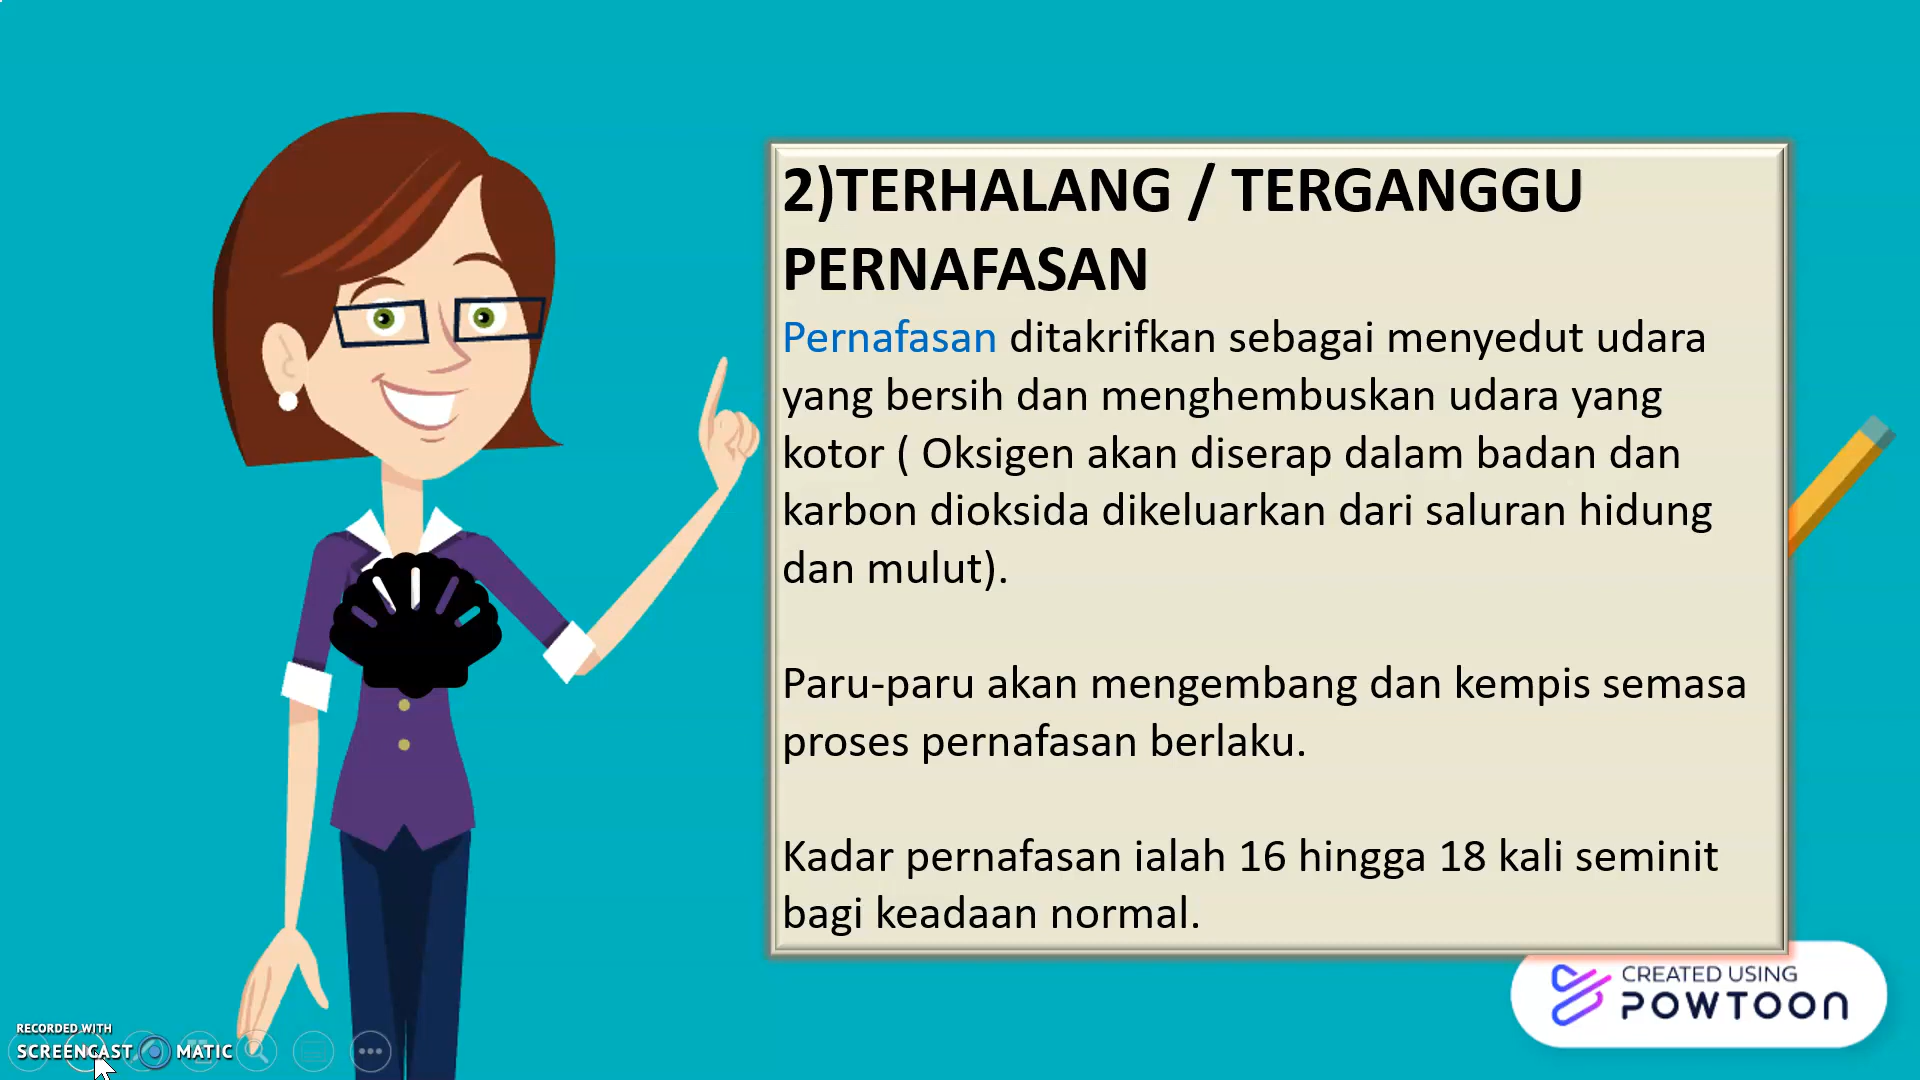 2)TERHALANG / TERGANGGU
PERNAFASAN
Pernafasan ditakrifkan sebagai menyedut udara
yang bersih dan menghembuskan udara yang
kotor ( Oksigen akan diserap dalam badan dan
karbon dioksida dikeluarkan dari saluran hidung
dan mulut).
Paru-paru akan mengembang dan kempis semasa
proses pernafasan berlaku.
Kadar pernafasan ialah 16 hingga 18 kali seminit
bagi keadaan normal.
CREATED USING
POWTOON
RECORDED WITH
SCREENCAST MATIC